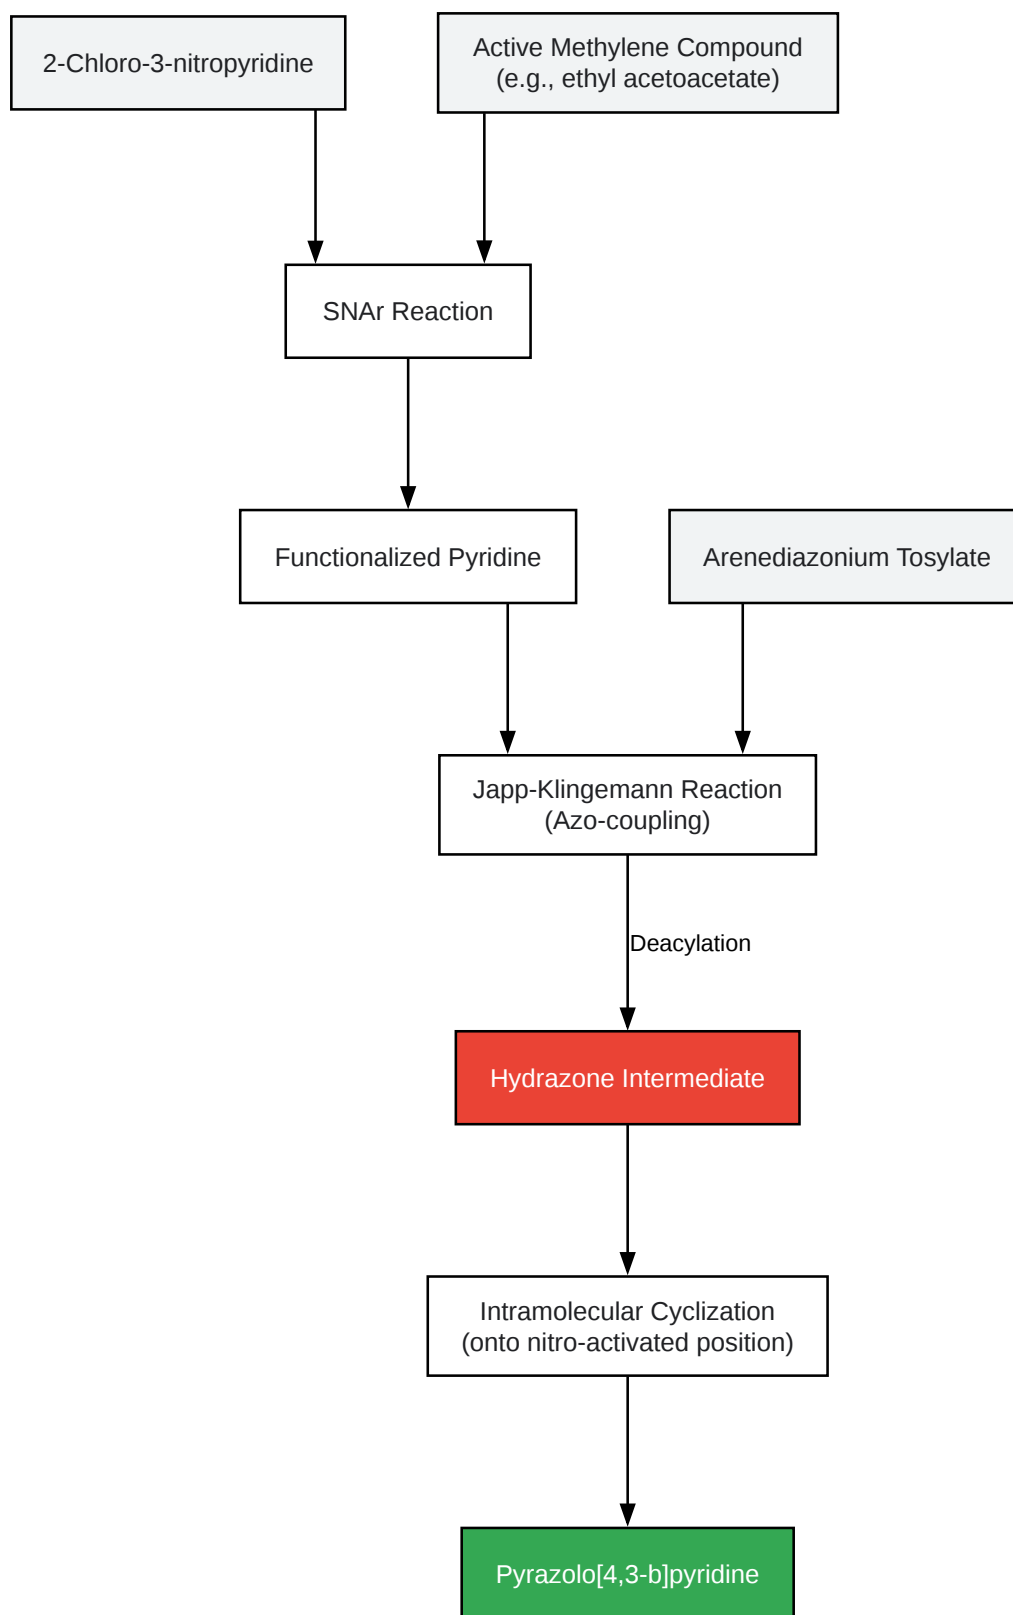 2-Chloro-3-nitropyridine
Active Methylene Compound
(e.g., ethyl acetoacetate)
SNAr Reaction
Functionalized Pyridine
Arenediazonium Tosylate
Japp-Klingemann Reaction
(Azo-coupling)
Deacylation
Hydrazone Intermediate
Intramolecular Cyclization
(onto nitro-activated position)
Pyrazolo[4,3-b]pyridine